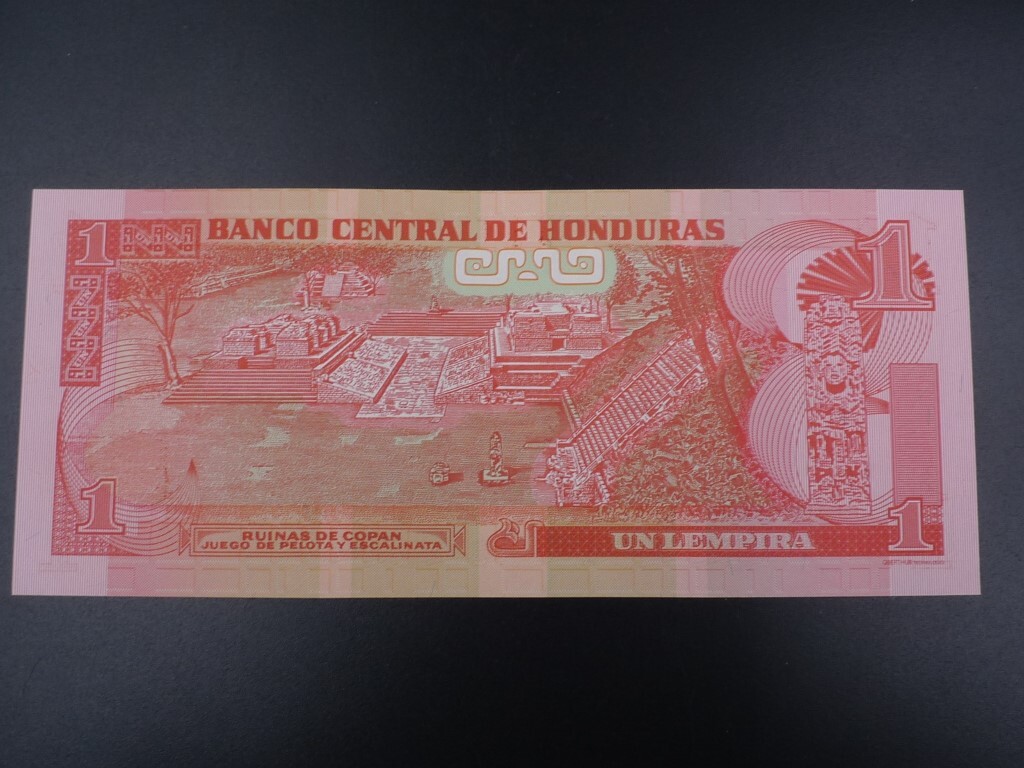 1
BANCO CENTRAL DE HONDURAS
1
1
RUINAS DE COPAN
JUEGO DE PELOTA Y ESCALINATA
UN LEMPIRA
1